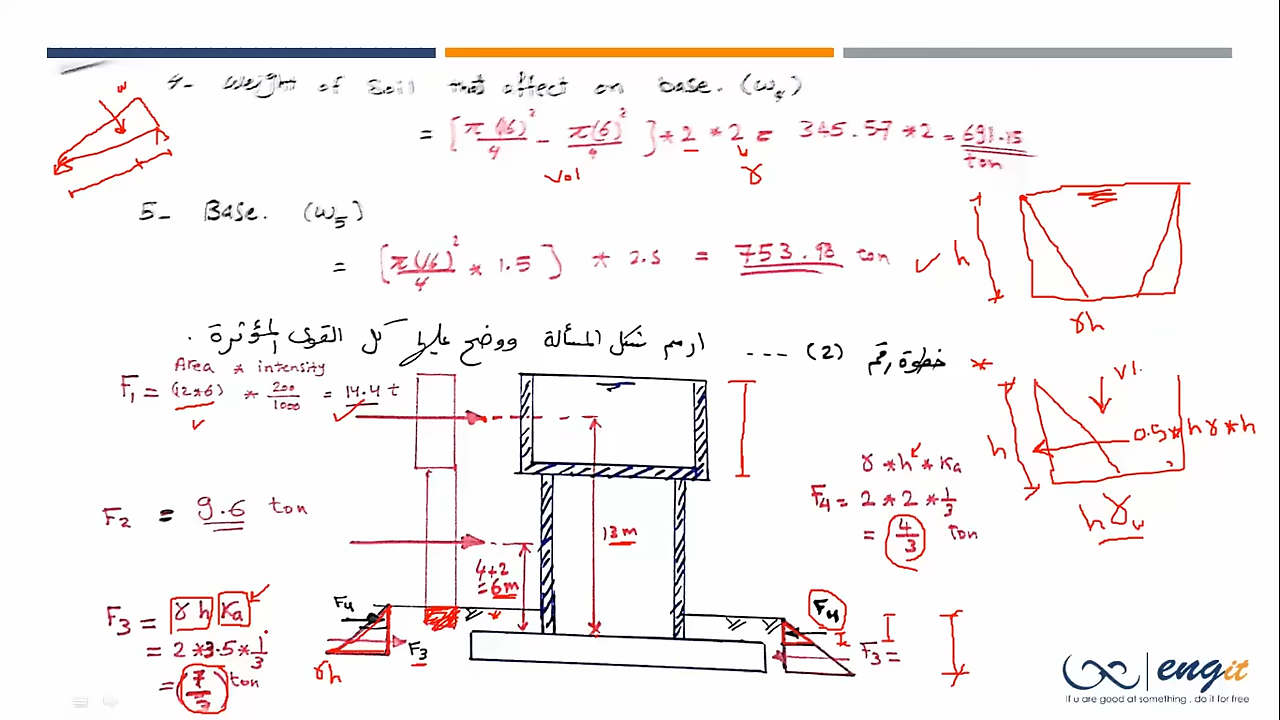 4- Weight of Soil that affect on base. (w4)
= [π(16)²/4 - π(6)²/4] * 2 * 2 = 345.57 * 2 = 691.15 ton
Vol
γ
5- Base. (w5)
= [π(16)²/4 * 1.5] * 2.5 = 753.98 ton ✓
h
γh
* خطوة رقم (2) --- ارسم شكل المسألة ووضح عليها كل القوى المؤثرة .
Area * intensity
F1 = (12*6) * 200/1000 = 14.4 t
F2 = 9.6 ton
F3 = γ h Ka
= 2 * 3.5 * 1/3
= 7/3 ton
13m
4+2
= 6m
F4
F3
γh
γ * h * Ka
F4 = 2 * 2 * 1/3
= 4/3 ton
F4
F3 =
w
h
0.5 * hγ * h
hγw
engit
if u are good at something , do it for free